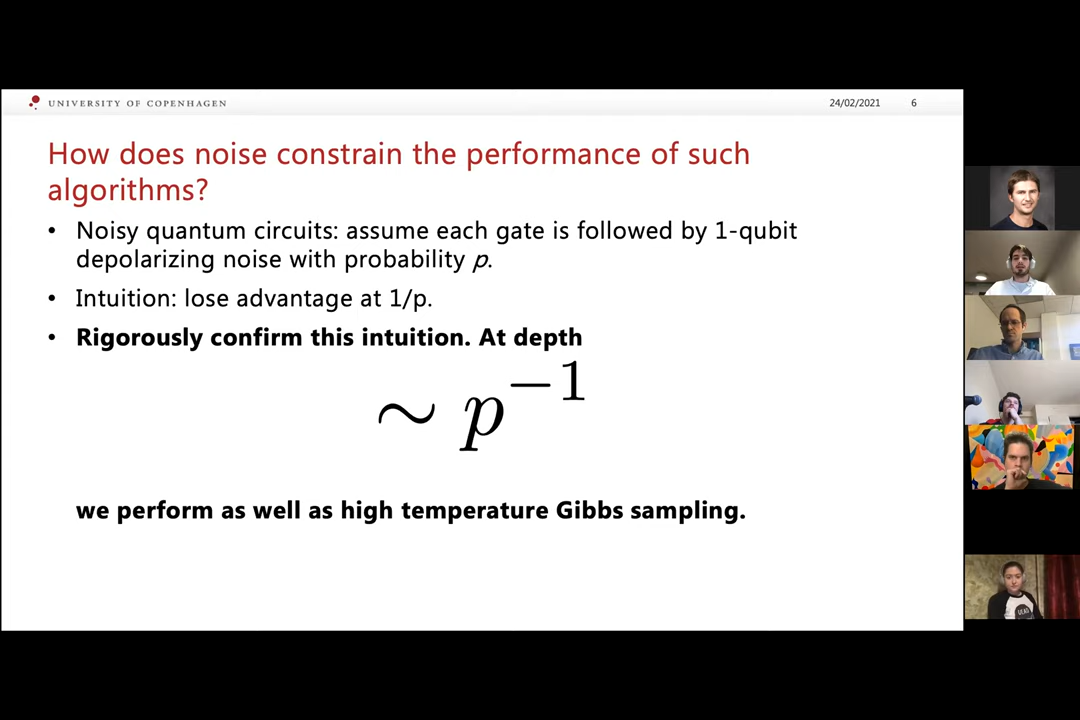 UNIVERSITY OF COPENHAGEN
24/02/2021 6
How does noise constrain the performance of such
algorithms?
• Noisy quantum circuits: assume each gate is followed by 1-qubit
depolarizing noise with probability p.
• Intuition: lose advantage at 1/p.
• Rigorously confirm this intuition. At depth
∼ p⁻¹
we perform as well as high temperature Gibbs sampling.